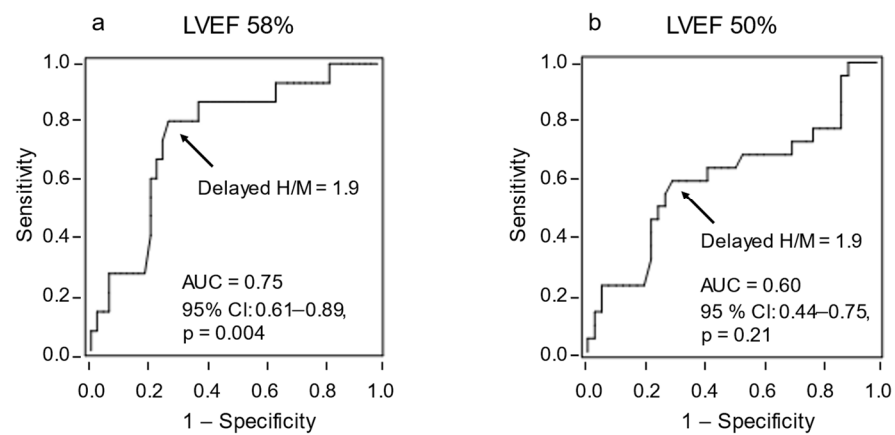 a LVEF 58%
1.0
0.8
0.6
0.4
0.2
0.0
Sensitivity
Delayed H/M = 1.9
AUC = 0.75
95% CI: 0.61–0.89,
p = 0.004
0.0 0.2 0.4 0.6 0.8 1.0
1 – Specificity
b LVEF 50%
1.0
0.8
0.6
0.4
0.2
0.0
Sensitivity
Delayed H/M = 1.9
AUC = 0.60
95 % CI: 0.44–0.75,
p = 0.21
0.0 0.2 0.4 0.6 0.8 1.0
1 – Specificity